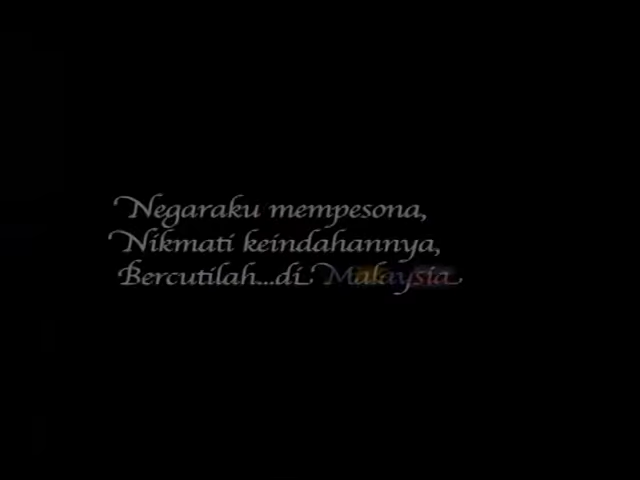 Negaraku mempesona,
Nikmati keindahannya,
Bercutilah...di Malaysia